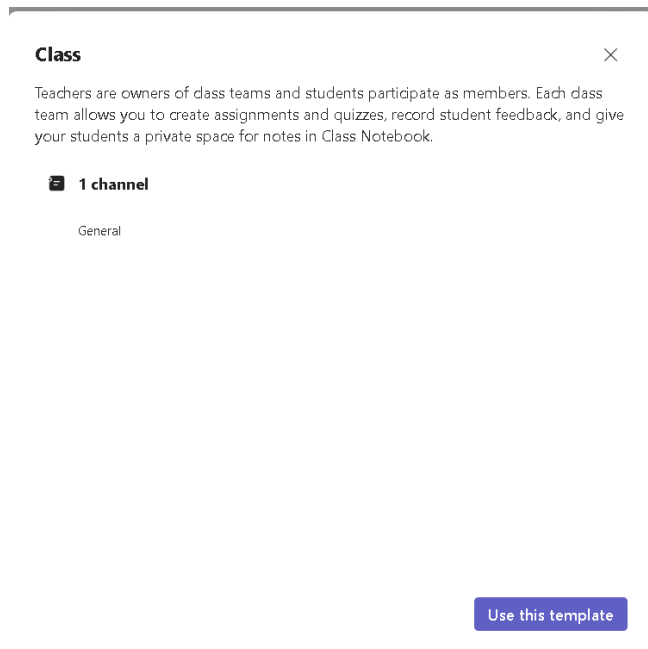 Class
Teachers are owners of class teams and students participate as members. Each class
team allows you to create assignments and quizzes, record student feedback, and give
your students a private space for notes in Class Notebook.
1 channel
General
Use this template